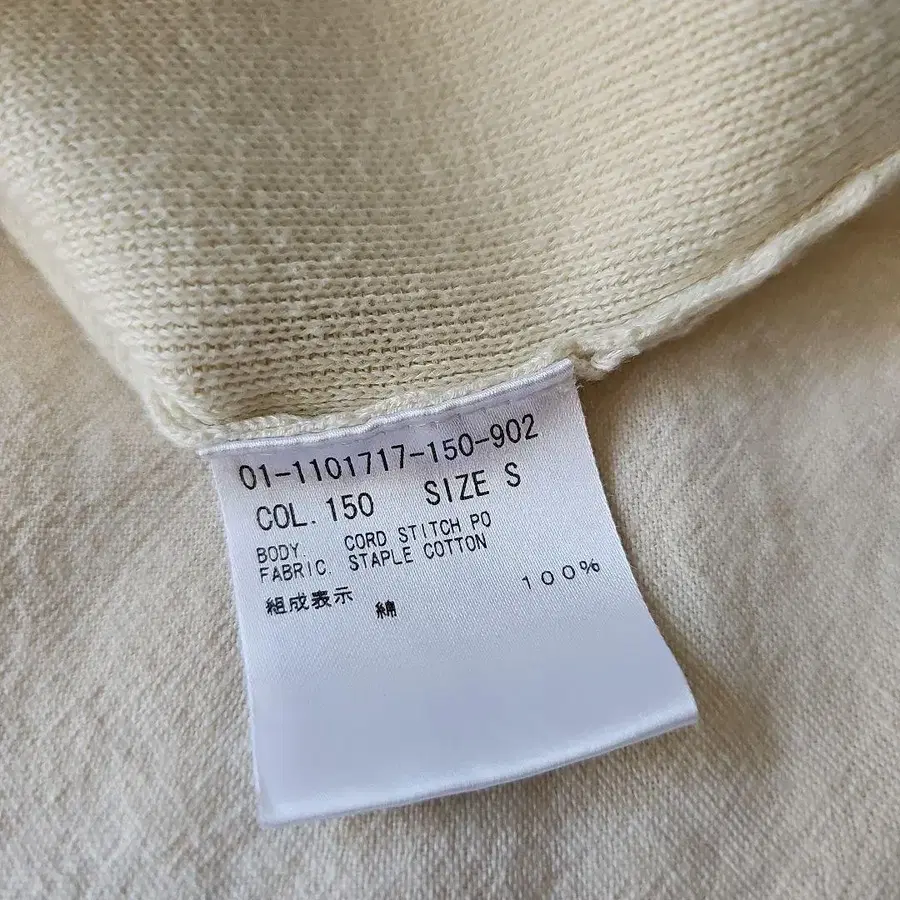 01-1101717-150-902
COL. 150 SIZE S
BODY. CORD STITCH PO
FABRIC. STAPLE COTTON
組成表示 綿 100%